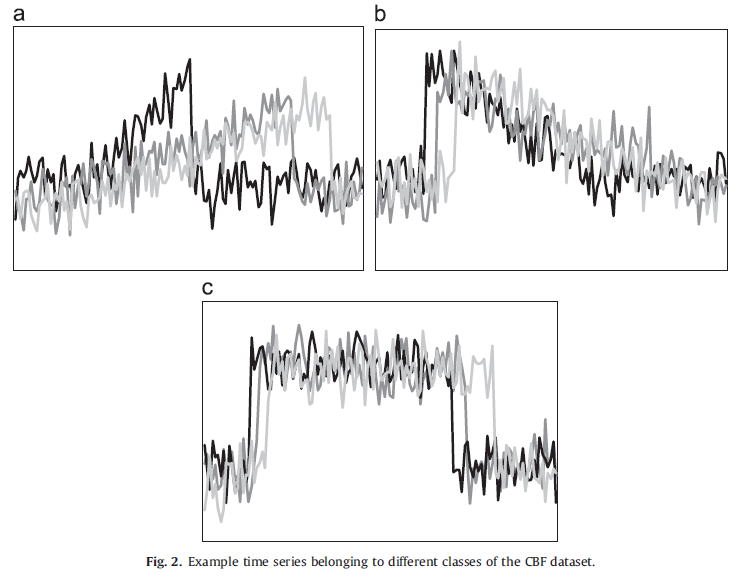 a
b
c
Fig. 2. Example time series belonging to different classes of the CBF dataset.